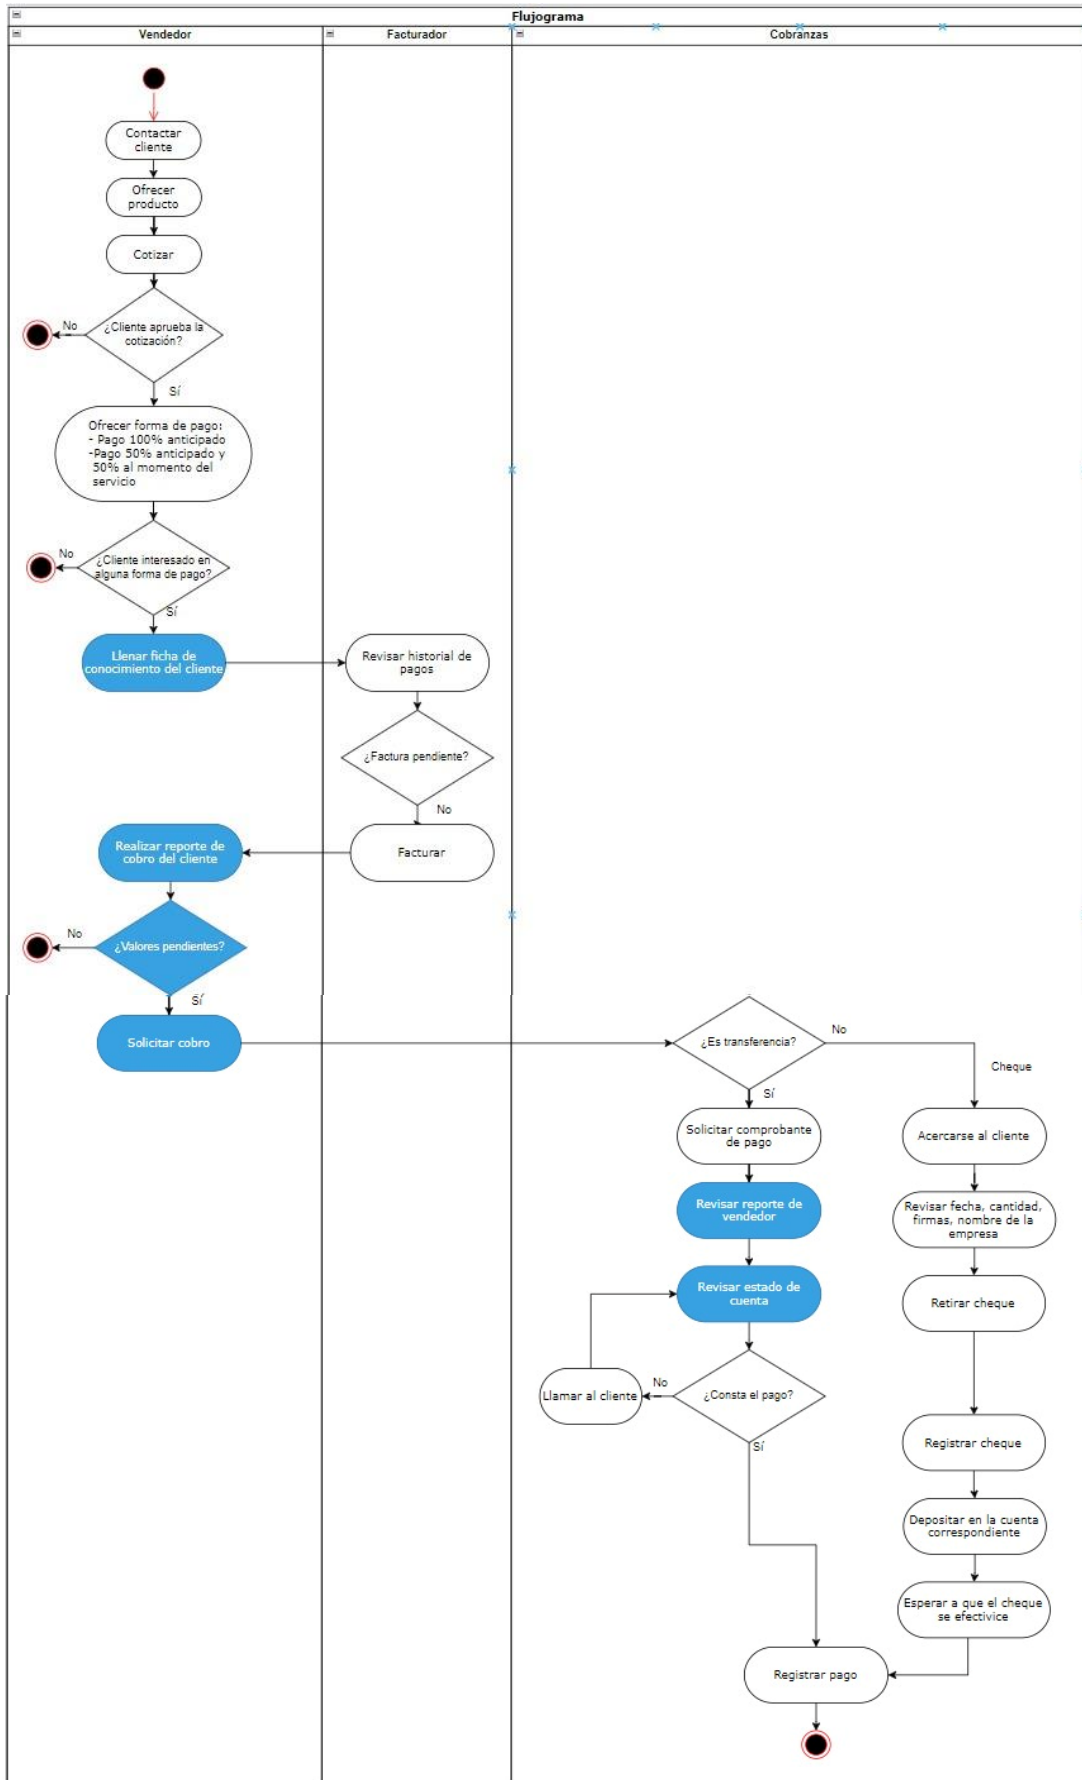 Flujograma
Vendedor
Facturador
Cobranzas
Contactar
cliente
Ofrecer
producto
Cotizar
¿Cliente aprueba la
cotización?
No
Sí
Ofrecer forma de pago:
- Pago 100% anticipado
-Pago 50% anticipado y
50% al momento del
servicio
¿Cliente interesado en
alguna forma de pago?
No
Sí
Llenar ficha de
conocimiento del cliente
Revisar historial de
pagos
¿Factura pendiente?
No
Facturar
Realizar reporte de
cobro del cliente
¿Valores pendientes?
No
Sí
Solicitar cobro
¿Es transferencia?
No
Cheque
Sí
Solicitar comprobante
de pago
Acercarse al cliente
Revisar reporte de
vendedor
Revisar fecha, cantidad,
firmas, nombre de la
empresa
Revisar estado de
cuenta
Retirar cheque
Llamar al cliente
No
¿Consta el pago?
Sí
Registrar cheque
Depositar en la cuenta
correspondiente
Esperar a que el cheque
se efectivice
Registrar pago